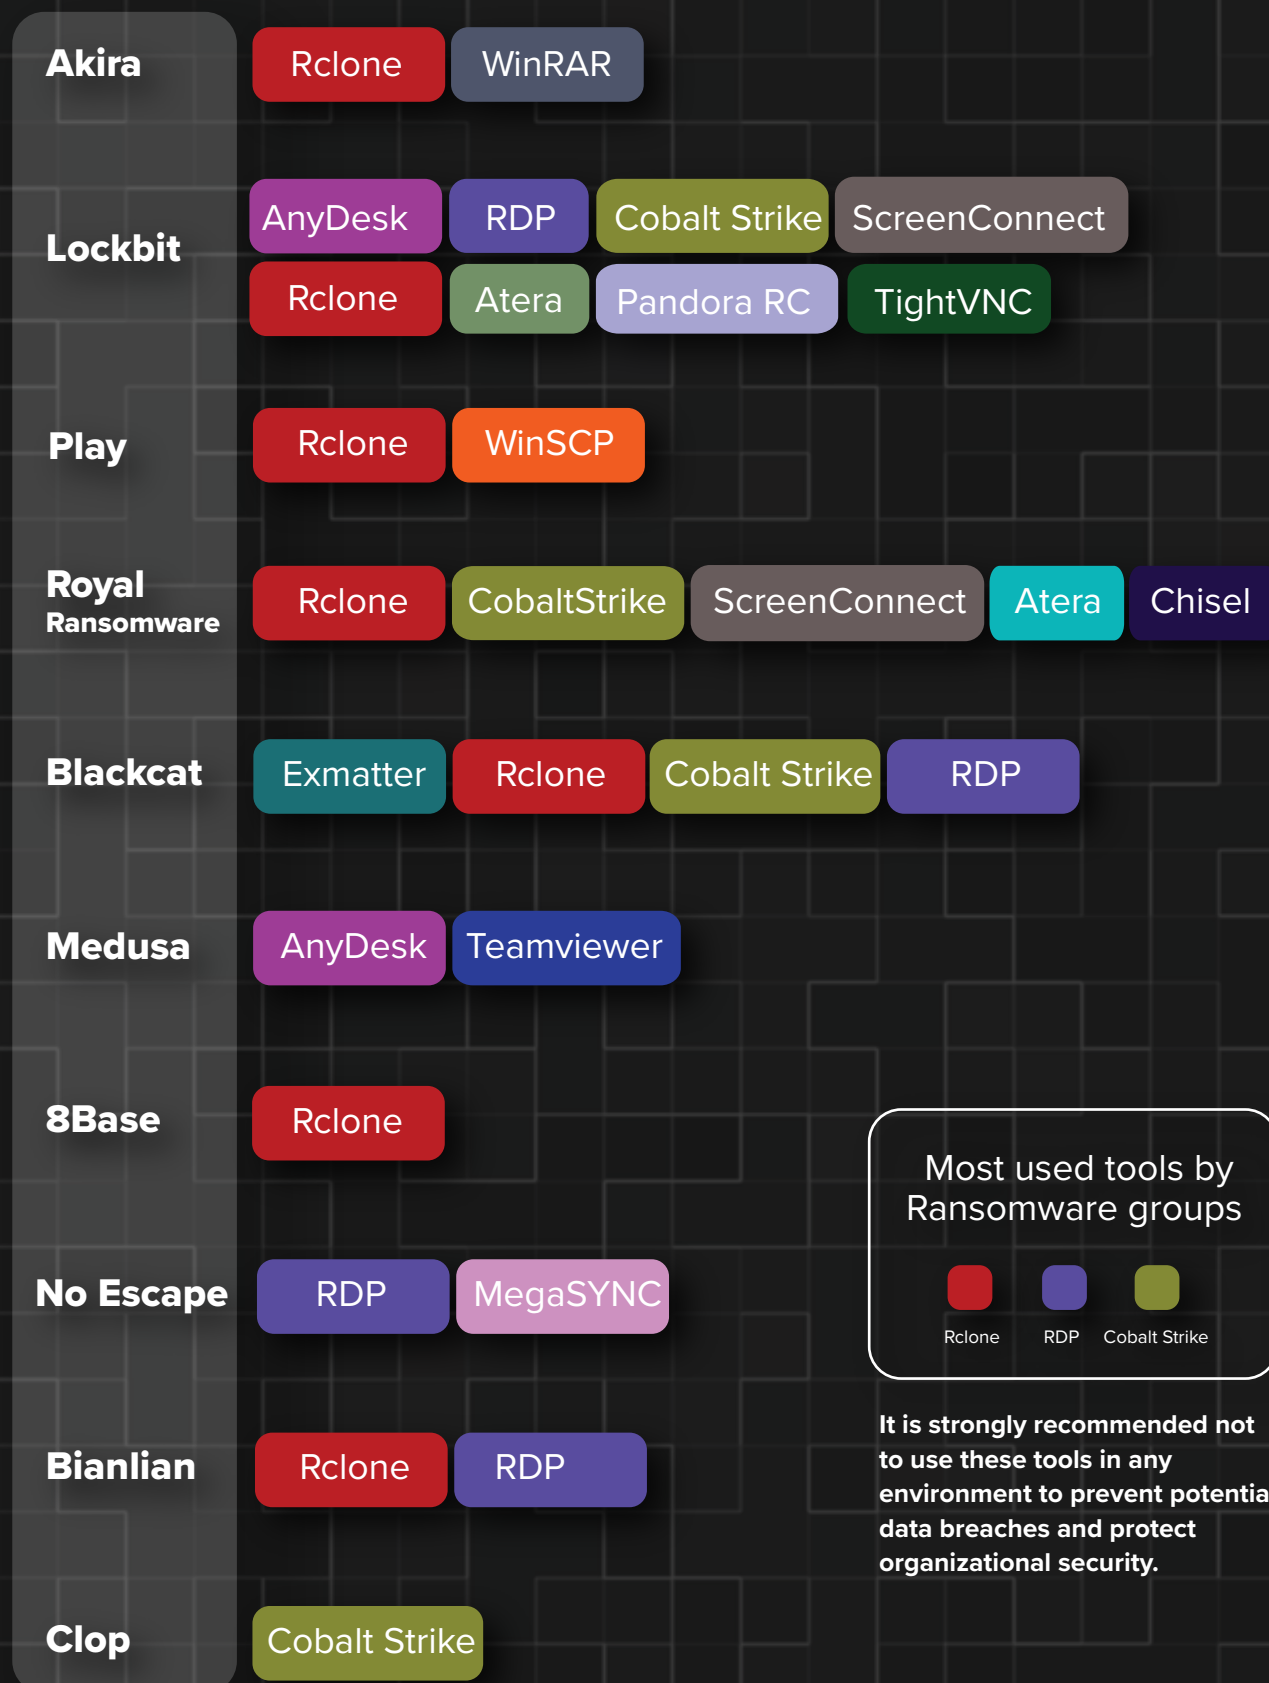 Akira
Rclone WinRAR
Lockbit
AnyDesk RDP Cobalt Strike ScreenConnect
Rclone Atera Pandora RC TightVNC
Play
Rclone WinSCP
Royal
Ransomware
Rclone CobaltStrike ScreenConnect Atera Chisel
Blackcat
Exmatter Rclone Cobalt Strike RDP
Medusa
AnyDesk Teamviewer
8Base
Rclone
No Escape
RDP MegaSYNC
Bianlian
Rclone RDP
Clop
Cobalt Strike
Most used tools by
Ransomware groups
Rclone RDP Cobalt Strike
It is strongly recommended not
to use these tools in any
environment to prevent potentia
data breaches and protect
organizational security.